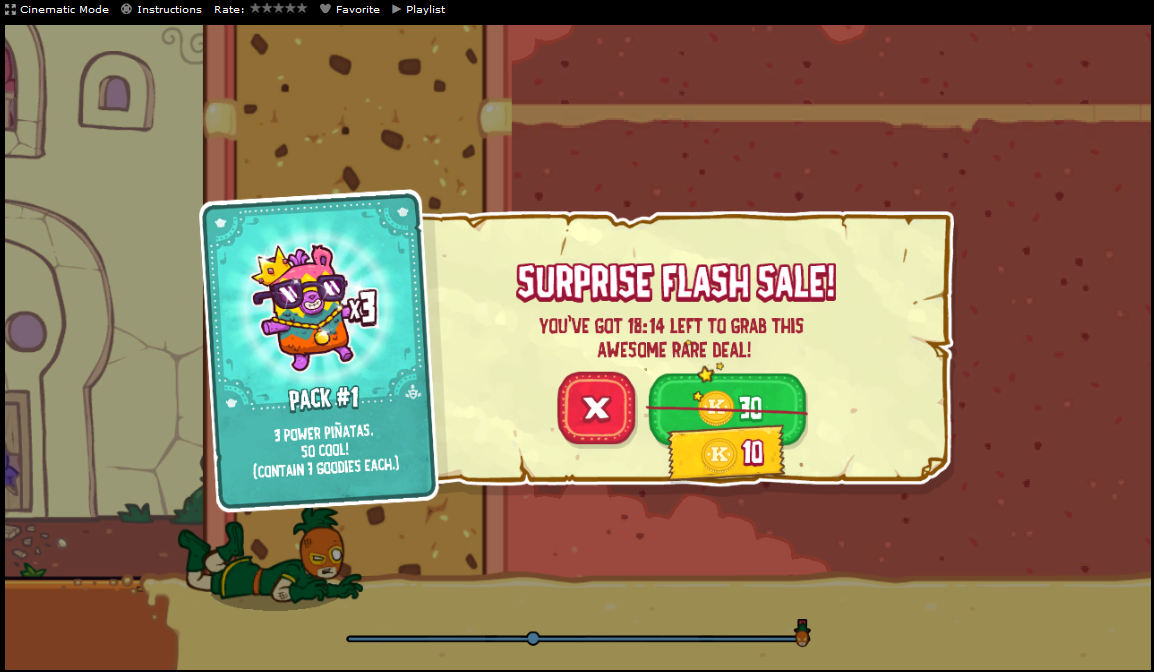 Cinematic Mode Instructions Rate: Favorite Playlist
SURPRISE FLASH SALE!
YOU'VE GOT 18:14 LEFT TO GRAB THIS
AWESOME RARE DEAL!
X3
PACK #1
3 POWER PIÑATAS.
SO COOL!
(CONTAIN 7 GOODIES EACH.)
X
K 30
K 10